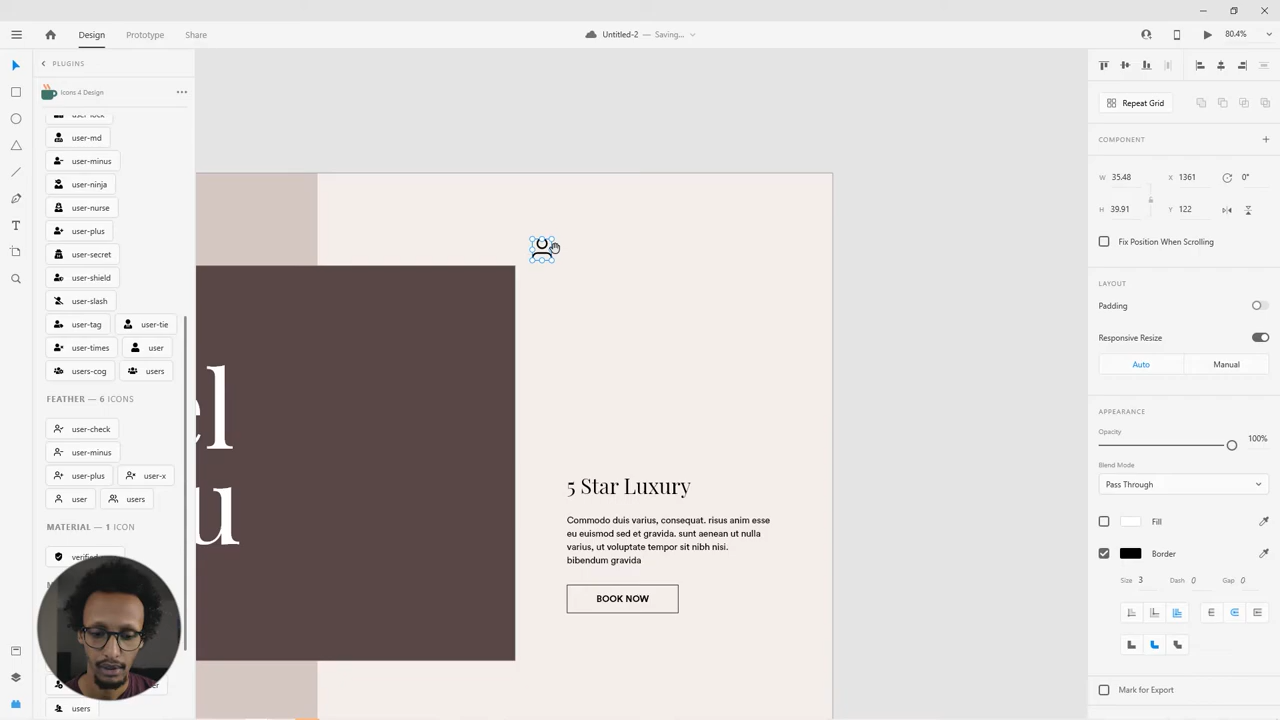 Design
Prototype
Share
Untitled-2 — Saving...
80.4%
PLUGINS
Icons 4 Design
user-lock
user-md
user-minus
user-ninja
user-nurse
user-plus
user-secret
user-shield
user-slash
user-tag
user-tie
user-times
user
users-cog
users
FEATHER — 6 ICONS
user-check
user-minus
user-plus
user-x
user
users
MATERIAL — 1 ICON
users
el
u
5 Star Luxury
Commodo duis varius, consequat. risus anim esse
eu euismod sed et gravida. sunt aenean ut nulla
varius, ut voluptate tempor sit nibh nisi.
bibendum gravida
BOOK NOW
Repeat Grid
COMPONENT
W 35.48
X 1361
0°
H 39.91
Y 122
Fix Position When Scrolling
LAYOUT
Padding
Responsive Resize
Auto
Manual
APPEARANCE
Opacity
100%
Blend Mode
Pass Through
Fill
Border
Size 3
Dash 0
Gap 0
Mark for Export